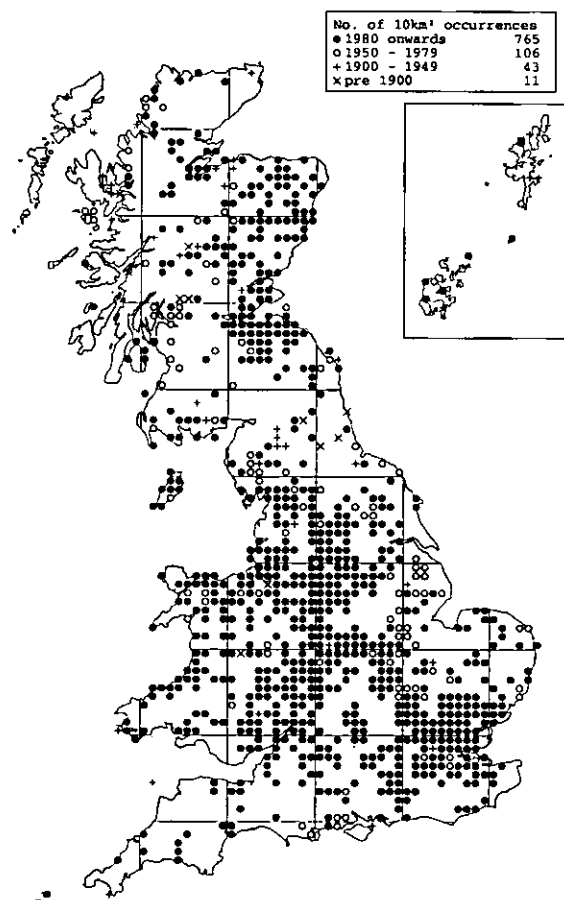 No. of 10km² occurrences
● 1980 onwards 765
○ 1950 - 1979 106
+ 1900 - 1949 43
× pre 1900 11